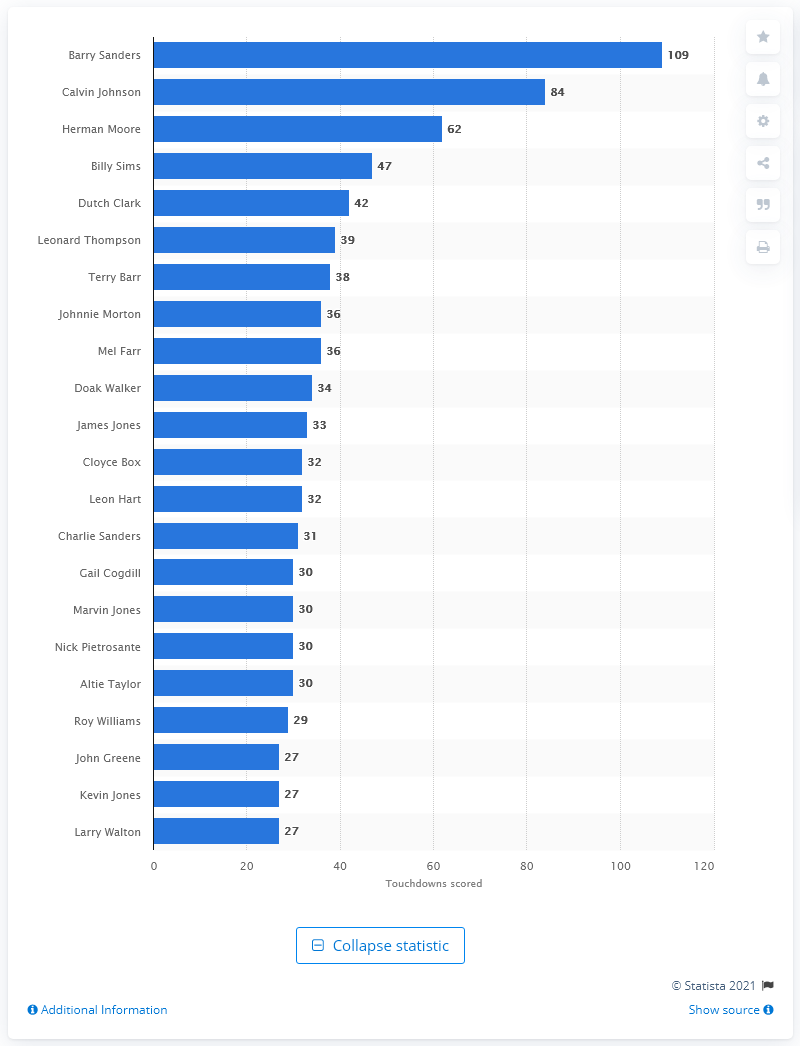 Barry Sanders 109
Calvin Johnson 84
Herman Moore 62
Billy Sims 47
Dutch Clark 42
Leonard Thompson 39
Terry Barr 38
Johnnie Morton 36
Mel Farr 36
Doak Walker 34
James Jones 33
Cloyce Box 32
Leon Hart 32
Charlie Sanders 31
Gail Cogdill 30
Marvin Jones 30
Nick Pietrosante 30
Altie Taylor 30
Roy Williams 29
John Greene 27
Kevin Jones 27
Larry Walton 27
0 20 40 60 80 100 120
Touchdowns scored
Collapse statistic
© Statista 2021
Additional Information Show source